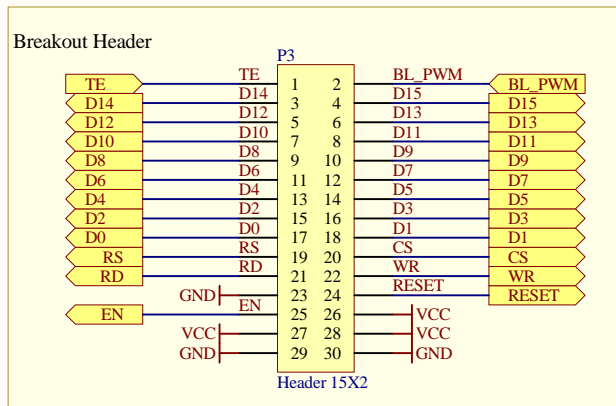 Breakout Header
P3
TE TE 1 2 BL_PWM BL_PWM
D14 D14 3 4 D15 D15
D12 D12 5 6 D13 D13
D10 D10 7 8 D11 D11
D8 D8 9 10 D9 D9
D6 D6 11 12 D7 D7
D4 D4 13 14 D5 D5
D2 D2 15 16 D3 D3
D0 D0 17 18 D1 D1
RS RS 19 20 CS CS
RD RD 21 22 WR WR
GND 23 24 RESET RESET
EN EN 25 26 VCC
VCC 27 28 VCC
GND 29 30 GND
Header 15X2